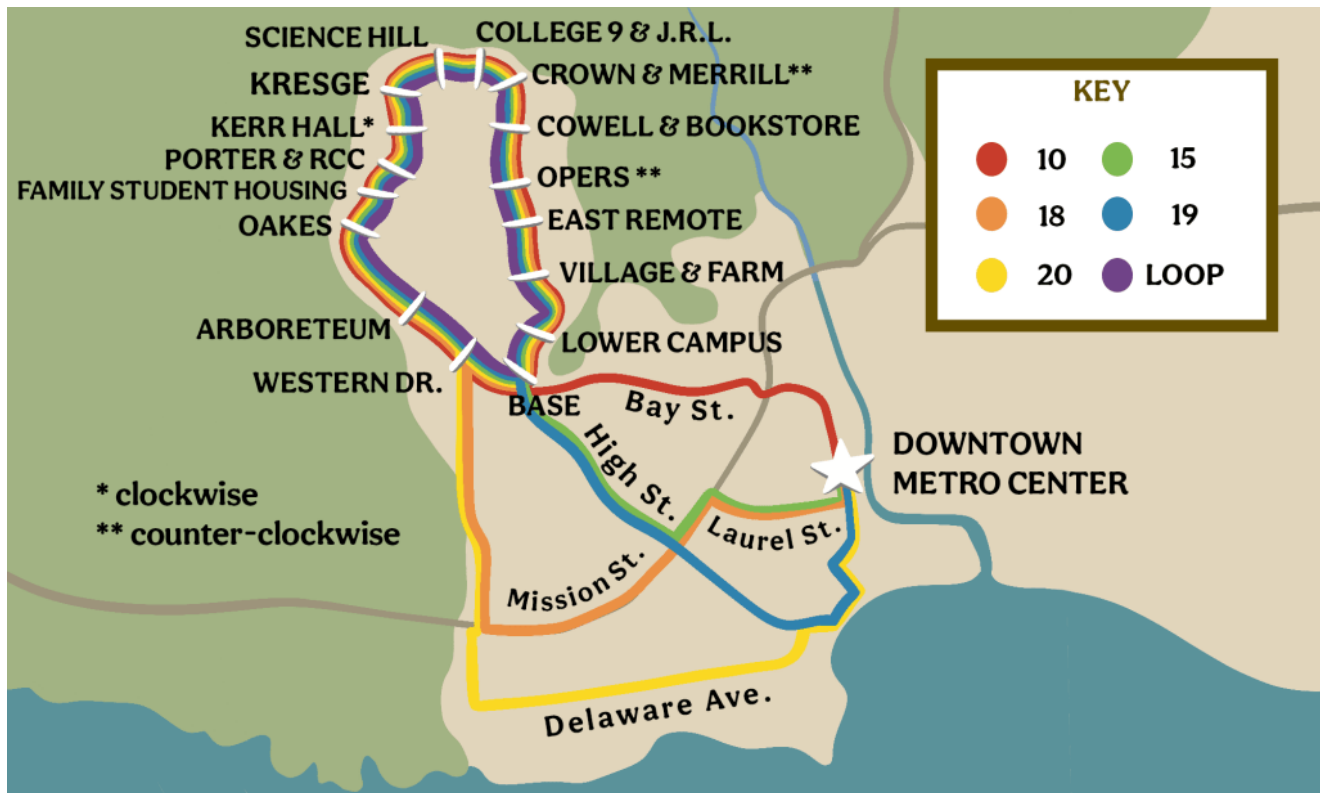 SCIENCE HILL
COLLEGE 9 & J.R.L.
KRESGE
CROWN & MERRILL**
KERR HALL*
COWELL & BOOKSTORE
PORTER & RCC
OPERS **
FAMILY STUDENT HOUSING
OAKES
EAST REMOTE
VILLAGE & FARM
ARBORETEUM
LOWER CAMPUS
WESTERN DR.
BASE
Bay St.
High St.
DOWNTOWN
METRO CENTER
* clockwise
** counter-clockwise
Laurel St.
Mission St.
Delaware Ave.
KEY
10
15
18
19
20
LOOP